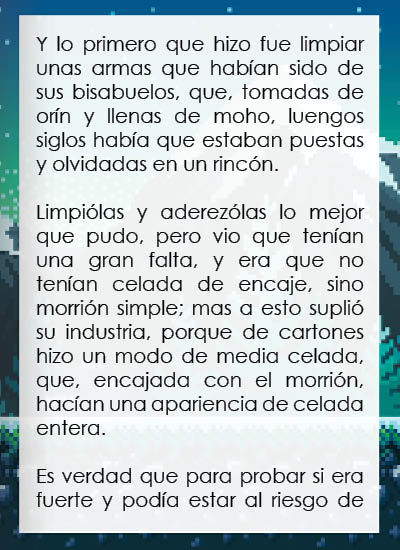 Y lo primero que hizo fue limpiar
unas armas que habían sido de
sus bisabuelos, que, tomadas de
orín y llenas de moho, luengos
siglos había que estaban puestas
y olvidadas en un rincón.
Limpiólas y aderezólas lo mejor
que pudo, pero vio que tenían
una gran falta, y era que no
tenían celada de encaje, sino
morrión simple; mas a esto suplió
su industria, porque de cartones
hizo un modo de media celada,
que, encajada con el morrión,
hacían una apariencia de celada
entera.
Es verdad que para probar si era
fuerte y podía estar al riesgo de